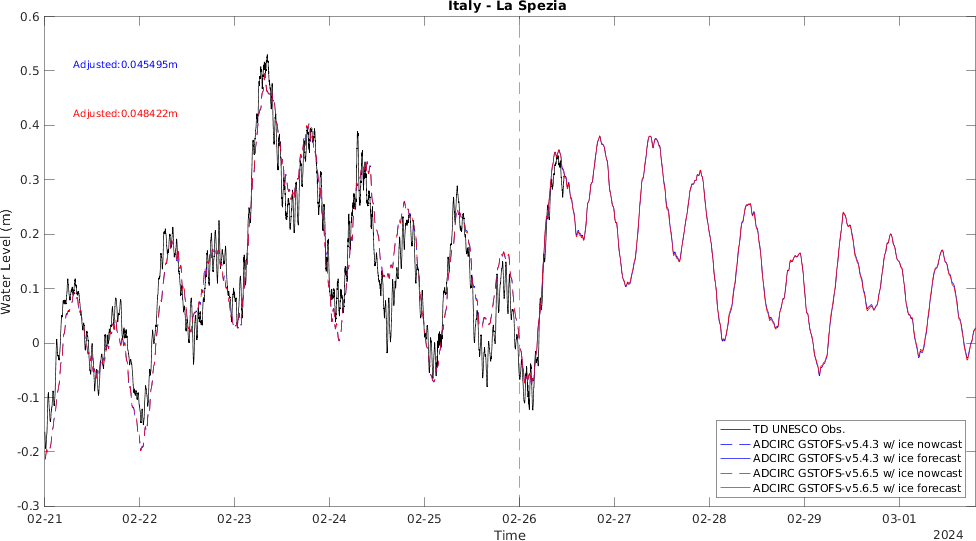 Italy - La Spezia
0.6
0.5
0.4
0.3
0.2
0.1
0
-0.1
-0.2
-0.3
Water Level (m)
Adjusted:0.045495m
Adjusted:0.048422m
TD UNESCO Obs.
ADCIRC GSTOFS-v5.4.3 w/ ice nowcast
ADCIRC GSTOFS-v5.4.3 w/ ice forecast
ADCIRC GSTOFS-v5.6.5 w/ ice nowcast
ADCIRC GSTOFS-v5.6.5 w/ ice forecast
02-21 02-22 02-23 02-24 02-25 02-26 02-27 02-28 02-29 03-01
Time
2024